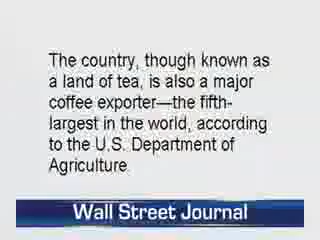 The country, though known as
a land of tea, is also a major
coffee exporter—the fifth-
largest in the world, according
to the U.S. Department of
Agriculture.
Wall Street Journal